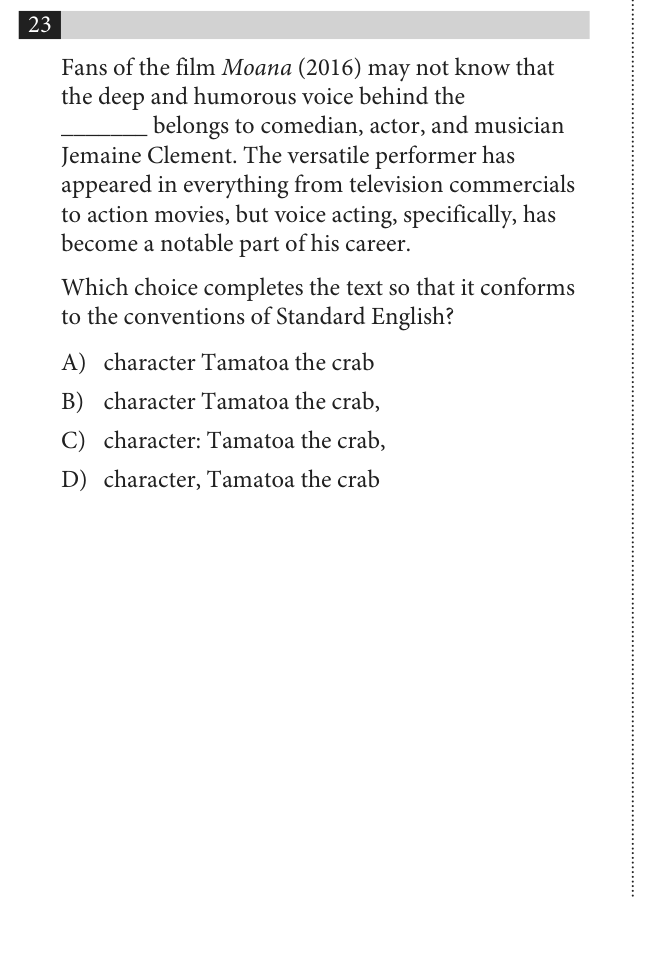 23
Fans of the film Moana (2016) may not know that
the deep and humorous voice behind the
_______ belongs to comedian, actor, and musician
Jemaine Clement. The versatile performer has
appeared in everything from television commercials
to action movies, but voice acting, specifically, has
become a notable part of his career.
Which choice completes the text so that it conforms
to the conventions of Standard English?
A) character Tamatoa the crab
B) character Tamatoa the crab,
C) character: Tamatoa the crab,
D) character, Tamatoa the crab